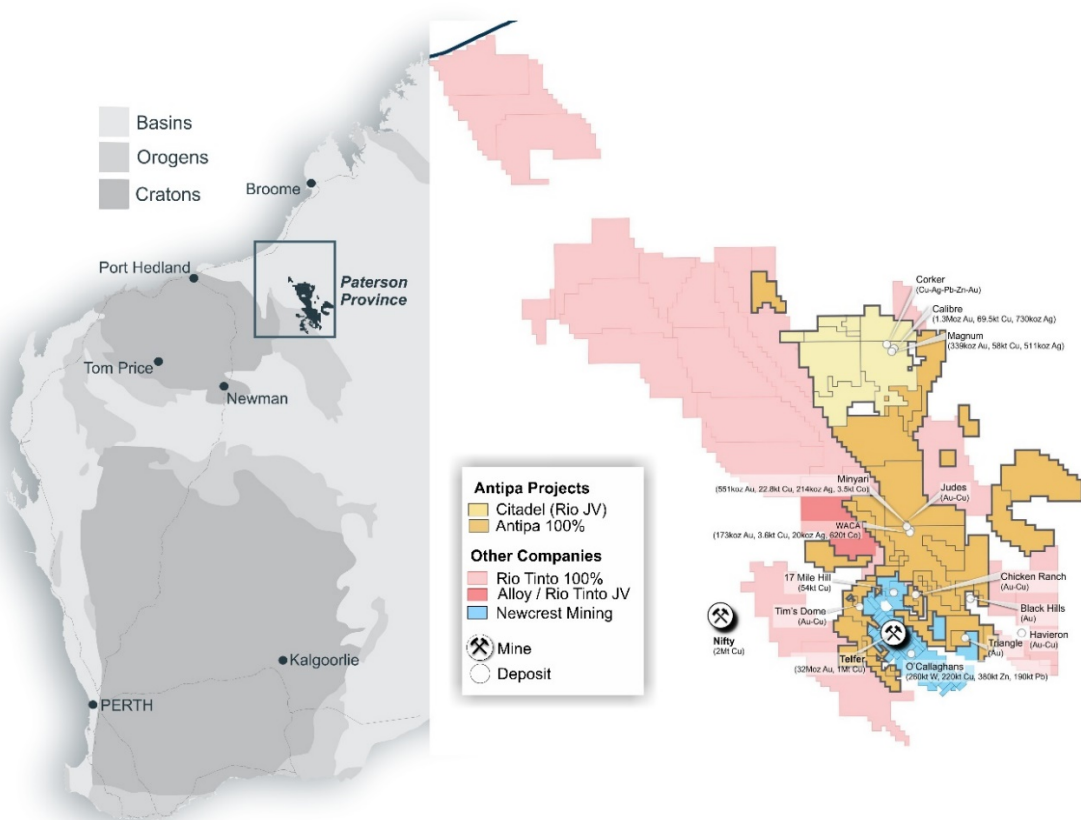 Basins
Orogens
Cratons
Broome
Port Hedland
Paterson
Province
Tom Price
Newman
Kalgoorlie
PERTH
Antipa Projects
Citadel (Rio JV)
Antipa 100%
Other Companies
Rio Tinto 100%
Alloy / Rio Tinto JV
Newcrest Mining
Mine
Deposit
Corker
(Cu-Ag-Pb-Zn-Au)
Calibre
(1.3Moz Au, 69.5kt Cu, 730koz Ag)
Magnum
(339koz Au, 58kt Cu, 511koz Ag)
Minyari
(551koz Au, 22.8kt Cu, 214koz Ag, 3.5kt Co)
Judes
(Au-Cu)
WACA
(173koz Au, 3.6kt Cu, 20koz Ag, 620t Co)
17 Mile Hill
(54kt Cu)
Chicken Ranch
(Au-Cu)
Tim's Dome
(Au-Cu)
Black Hills
(Au)
Nifty
(2Mt Cu)
Triangle
(Au)
Havieron
(Au-Cu)
Telfer
(32Moz Au, 1Mt Cu)
O'Callaghans
(260kt W, 220kt Cu, 380kt Zn, 190kt Pb)